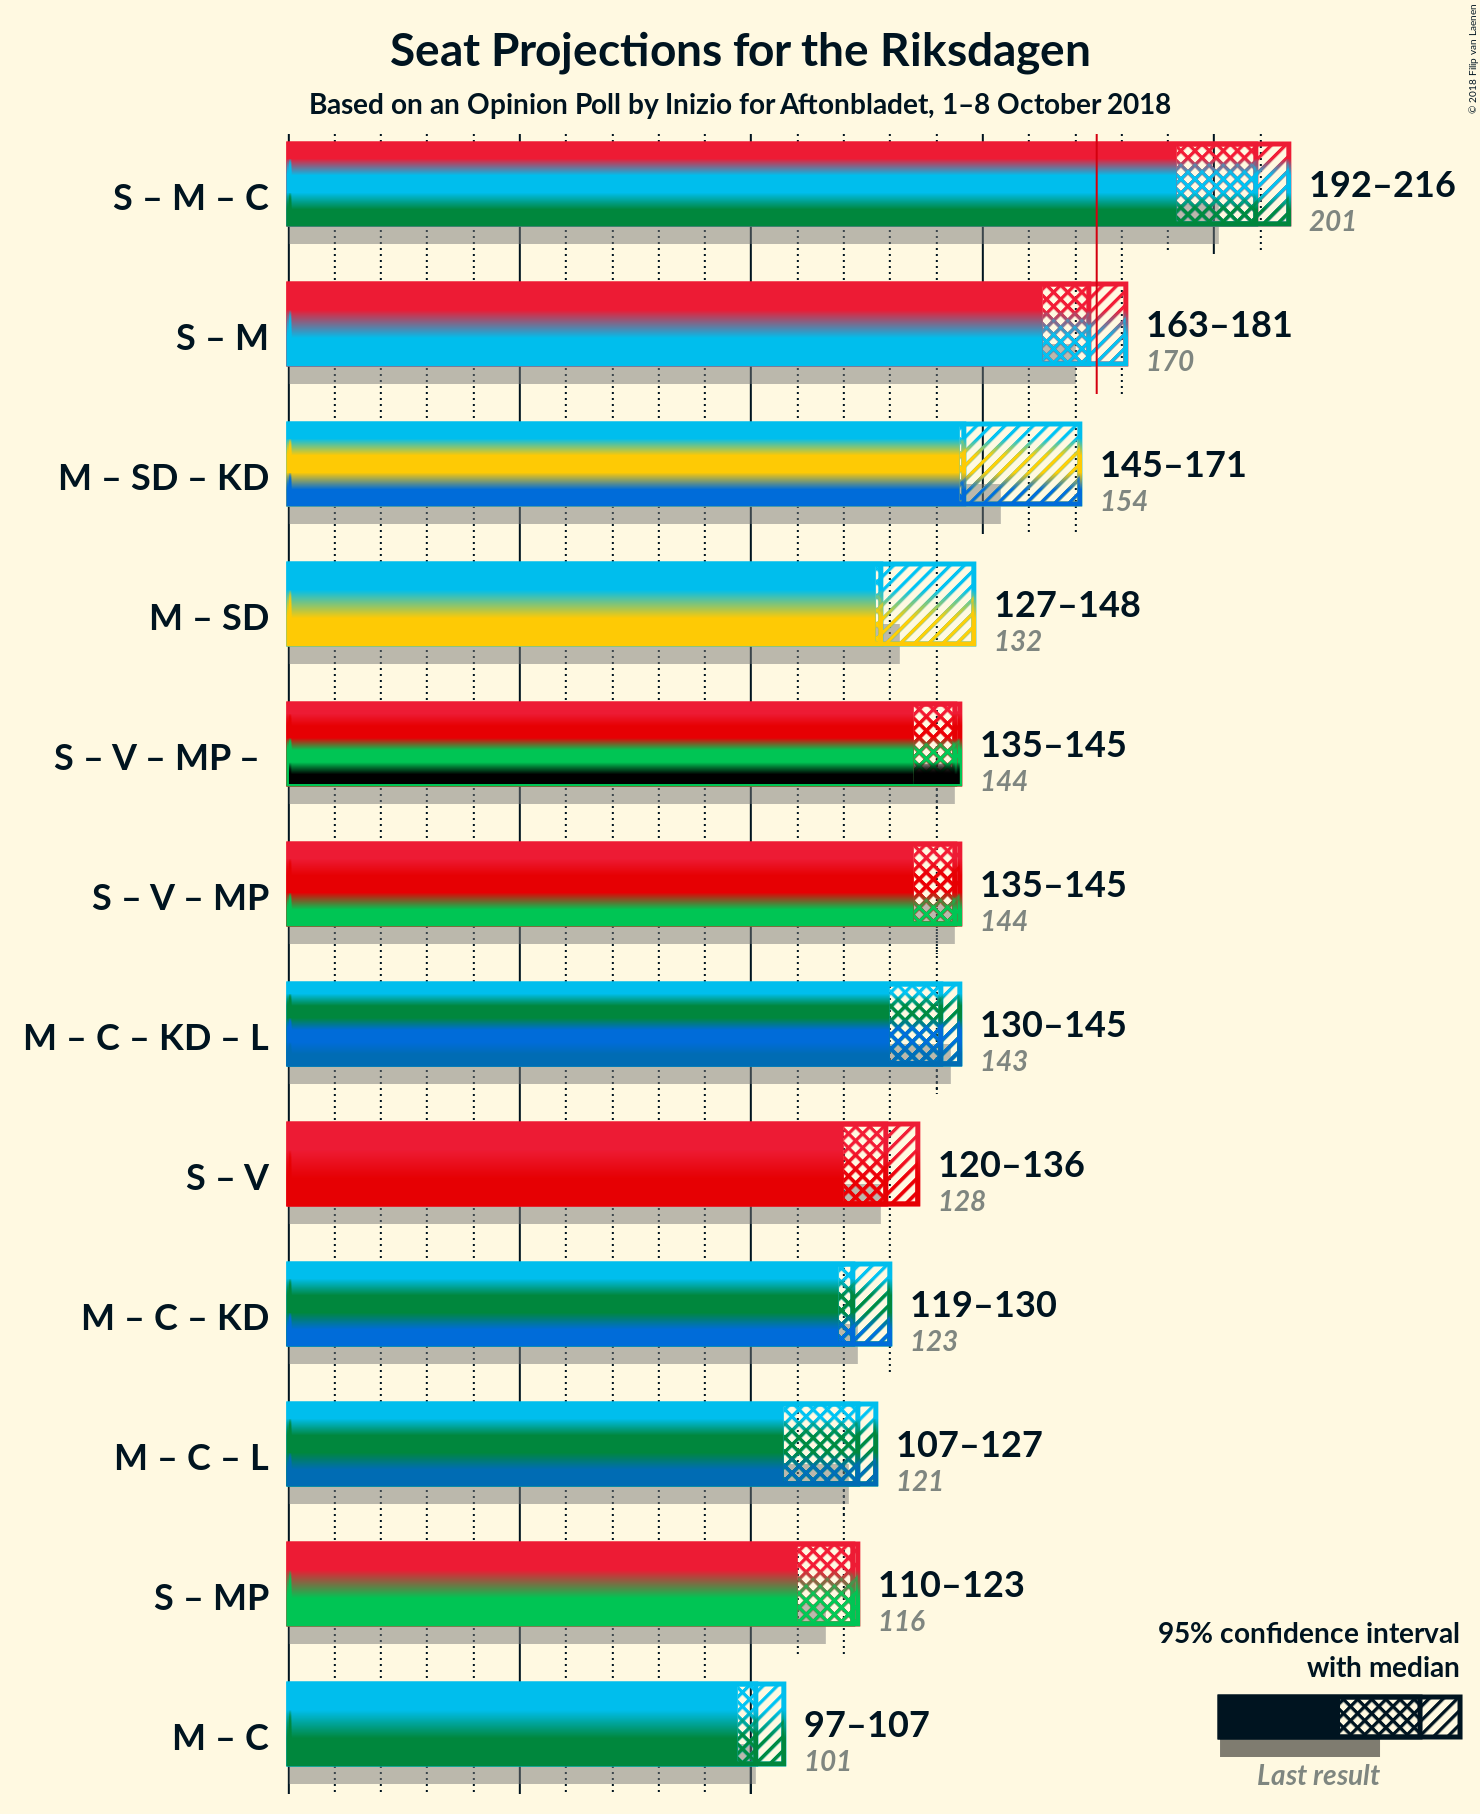 Seat Projections for the Riksdagen
Based on an Opinion Poll by Inizio for Aftonbladet, 1–8 October 2018
© 2018 Filip van Laenen
S – M – C
192–216
201
S – M
163–181
170
M – SD – KD
145–171
154
M – SD
127–148
132
S – V – MP –
135–145
144
S – V – MP
135–145
144
M – C – KD – L
130–145
143
S – V
120–136
128
M – C – KD
119–130
123
M – C – L
107–127
121
S – MP
110–123
116
M – C
97–107
101
95% confidence interval
with median
Last result